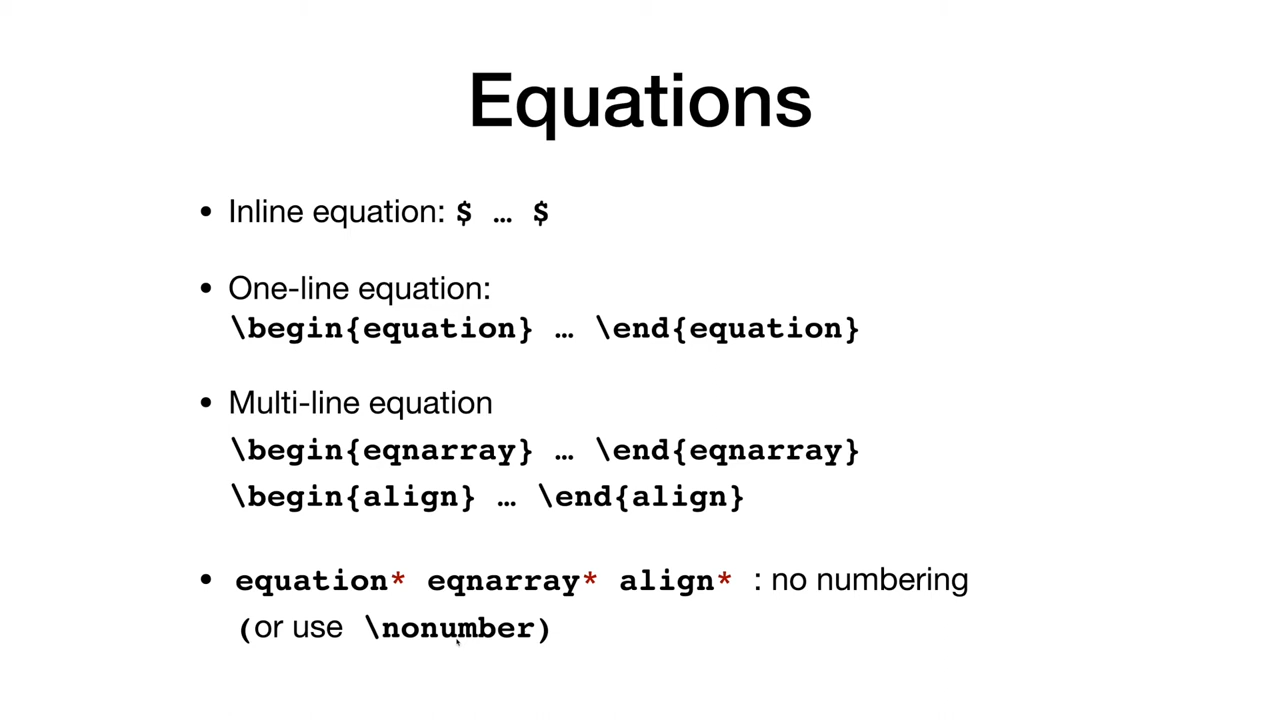 Equations
• Inline equation: $ … $
• One-line equation:
\begin{equation} … \end{equation}
• Multi-line equation
\begin{eqnarray} … \end{eqnarray}
\begin{align} … \end{align}
• equation* eqnarray* align* : no numbering
(or use \nonumber)